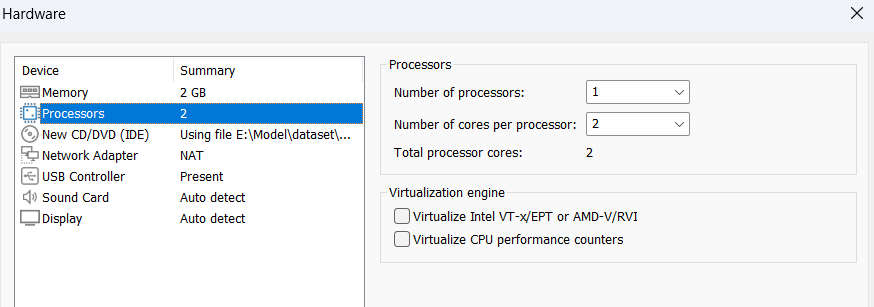 Hardware
Device Summary
Memory 2 GB
Processors 2
New CD/DVD (IDE) Using file E:\Model\dataset\...
Network Adapter NAT
USB Controller Present
Sound Card Auto detect
Display Auto detect
Processors
Number of processors: 1
Number of cores per processor: 2
Total processor cores: 2
Virtualization engine
Virtualize Intel VT-x/EPT or AMD-V/RVI
Virtualize CPU performance counters